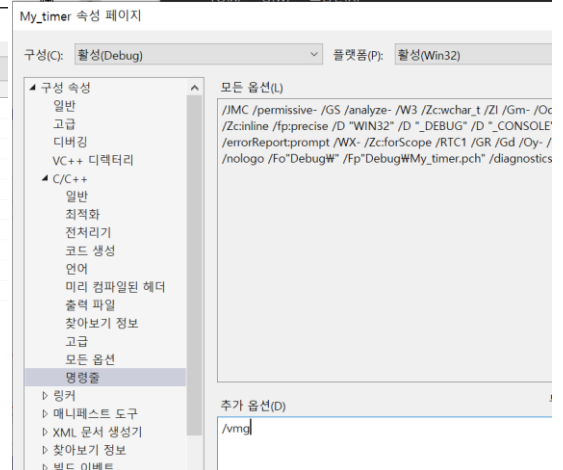 My_timer 속성 페이지
구성(C): 활성(Debug) 플랫폼(P): 활성(Win32)
구성 속성
일반
고급
디버깅
VC++ 디렉터리
C/C++
일반
최적화
전처리기
코드 생성
언어
미리 컴파일된 헤더
출력 파일
찾아보기 정보
고급
모든 옵션
명령줄
링커
매니페스트 도구
XML 문서 생성기
찾아보기 정보
빌드 이벤트
모든 옵션(L)
/JMC /permissive- /GS /analyze- /W3 /Zc:wchar_t /ZI /Gm- /Od
/Zc:inline /fp:precise /D "WIN32" /D "_DEBUG" /D "_CONSOLE"
/errorReport:prompt /WX- /Zc:forScope /RTC1 /GR /Gd /Oy- /
/nologo /Fo"Debug₩" /Fp"Debug₩My_timer.pch" /diagnostics
추가 옵션(D)
/vmg